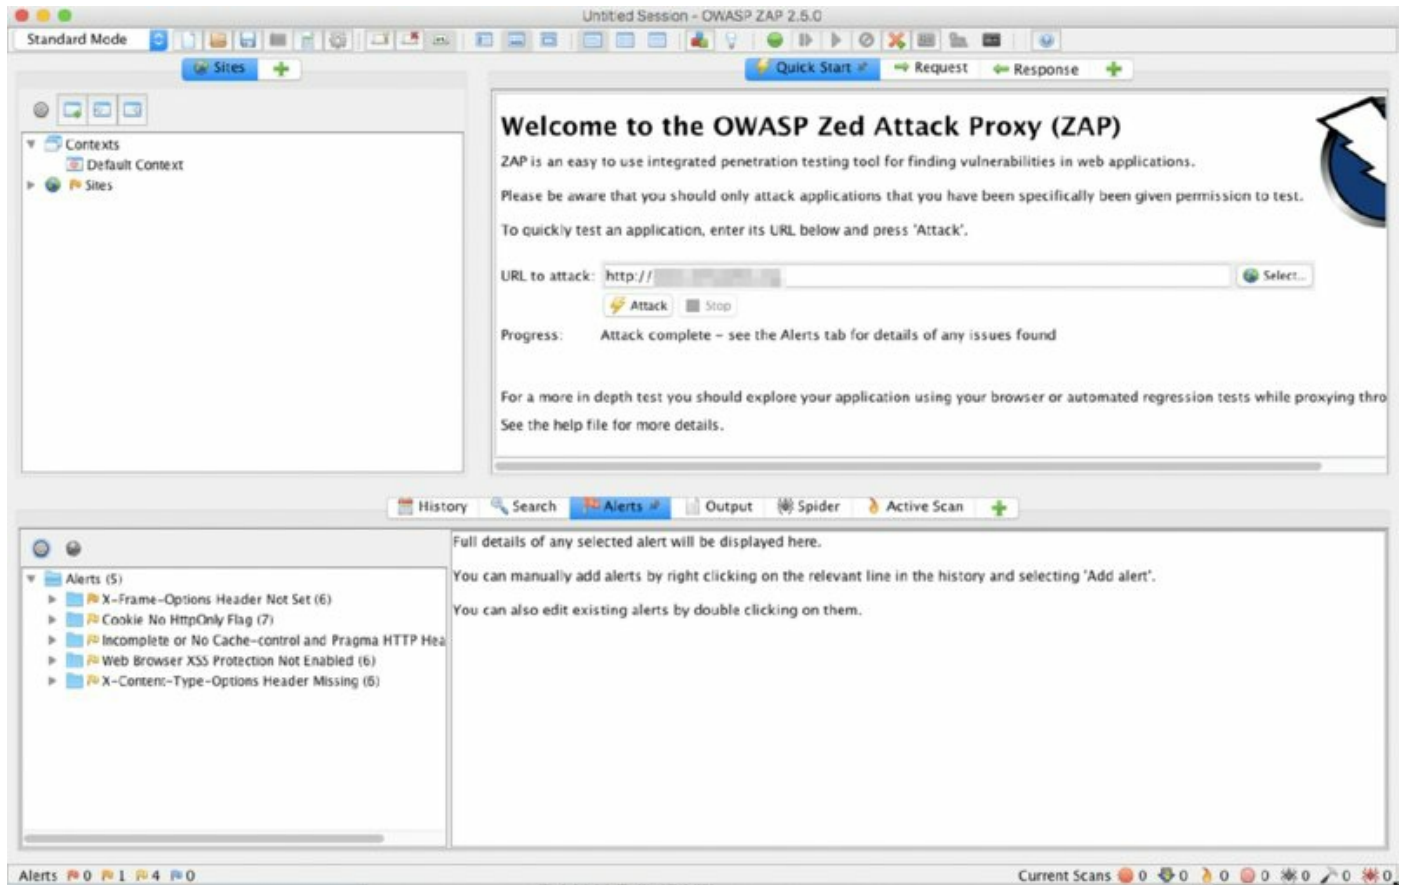 Untitled Session - OWASP ZAP 2.5.0
Standard Mode
Sites
Quick Start
Request
Response
Contexts
Default Context
Sites
Welcome to the OWASP Zed Attack Proxy (ZAP)
ZAP is an easy to use integrated penetration testing tool for finding vulnerabilities in web applications.
Please be aware that you should only attack applications that you have been specifically been given permission to test.
To quickly test an application, enter its URL below and press 'Attack'.
URL to attack: http:// Select...
Attack Stop
Progress: Attack complete – see the Alerts tab for details of any issues found
For a more in depth test you should explore your application using your browser or automated regression tests while proxying thro
See the help file for more details.
History Search Alerts Output Spider Active Scan
Alerts (5)
X-Frame-Options Header Not Set (6)
Cookie No HttpOnly Flag (7)
Incomplete or No Cache-control and Pragma HTTP Hea
Web Browser XSS Protection Not Enabled (6)
X-Content-Type-Options Header Missing (6)
Full details of any selected alert will be displayed here.
You can manually add alerts by right clicking on the relevant line in the history and selecting 'Add alert'.
You can also edit existing alerts by double clicking on them.
Alerts 0 1 4 0
Current Scans 0 0 0 0 0 0 0